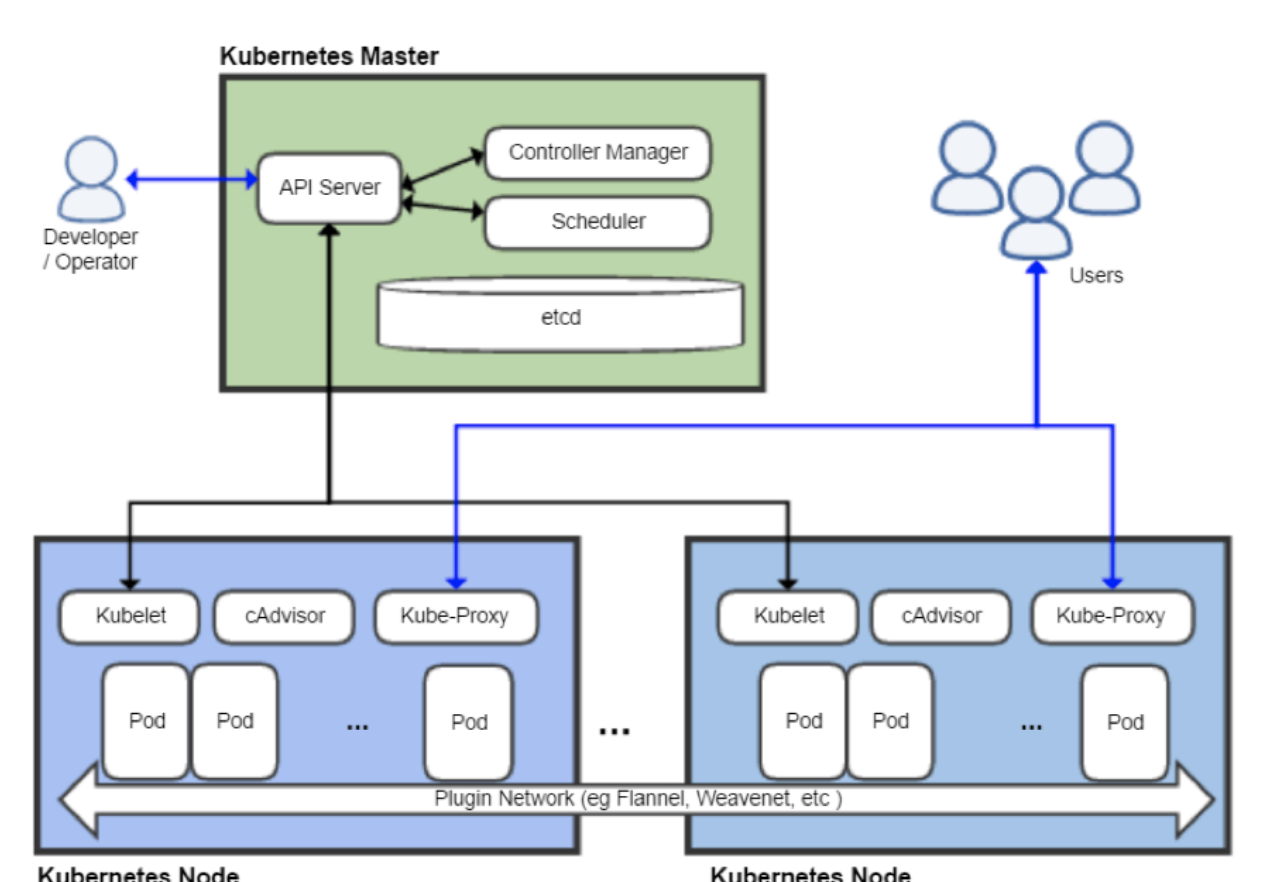 Kubernetes Master
Controller Manager
API Server
Scheduler
Developer
/ Operator
etcd
Users
Kubelet
cAdvisor
Kube-Proxy
Kubelet
cAdvisor
Kube-Proxy
Pod
Pod
...
Pod
...
Pod
Pod
...
Pod
Plugin Network (eg Flannel, Weavenet, etc )
Kubernetes Node
Kubernetes Node